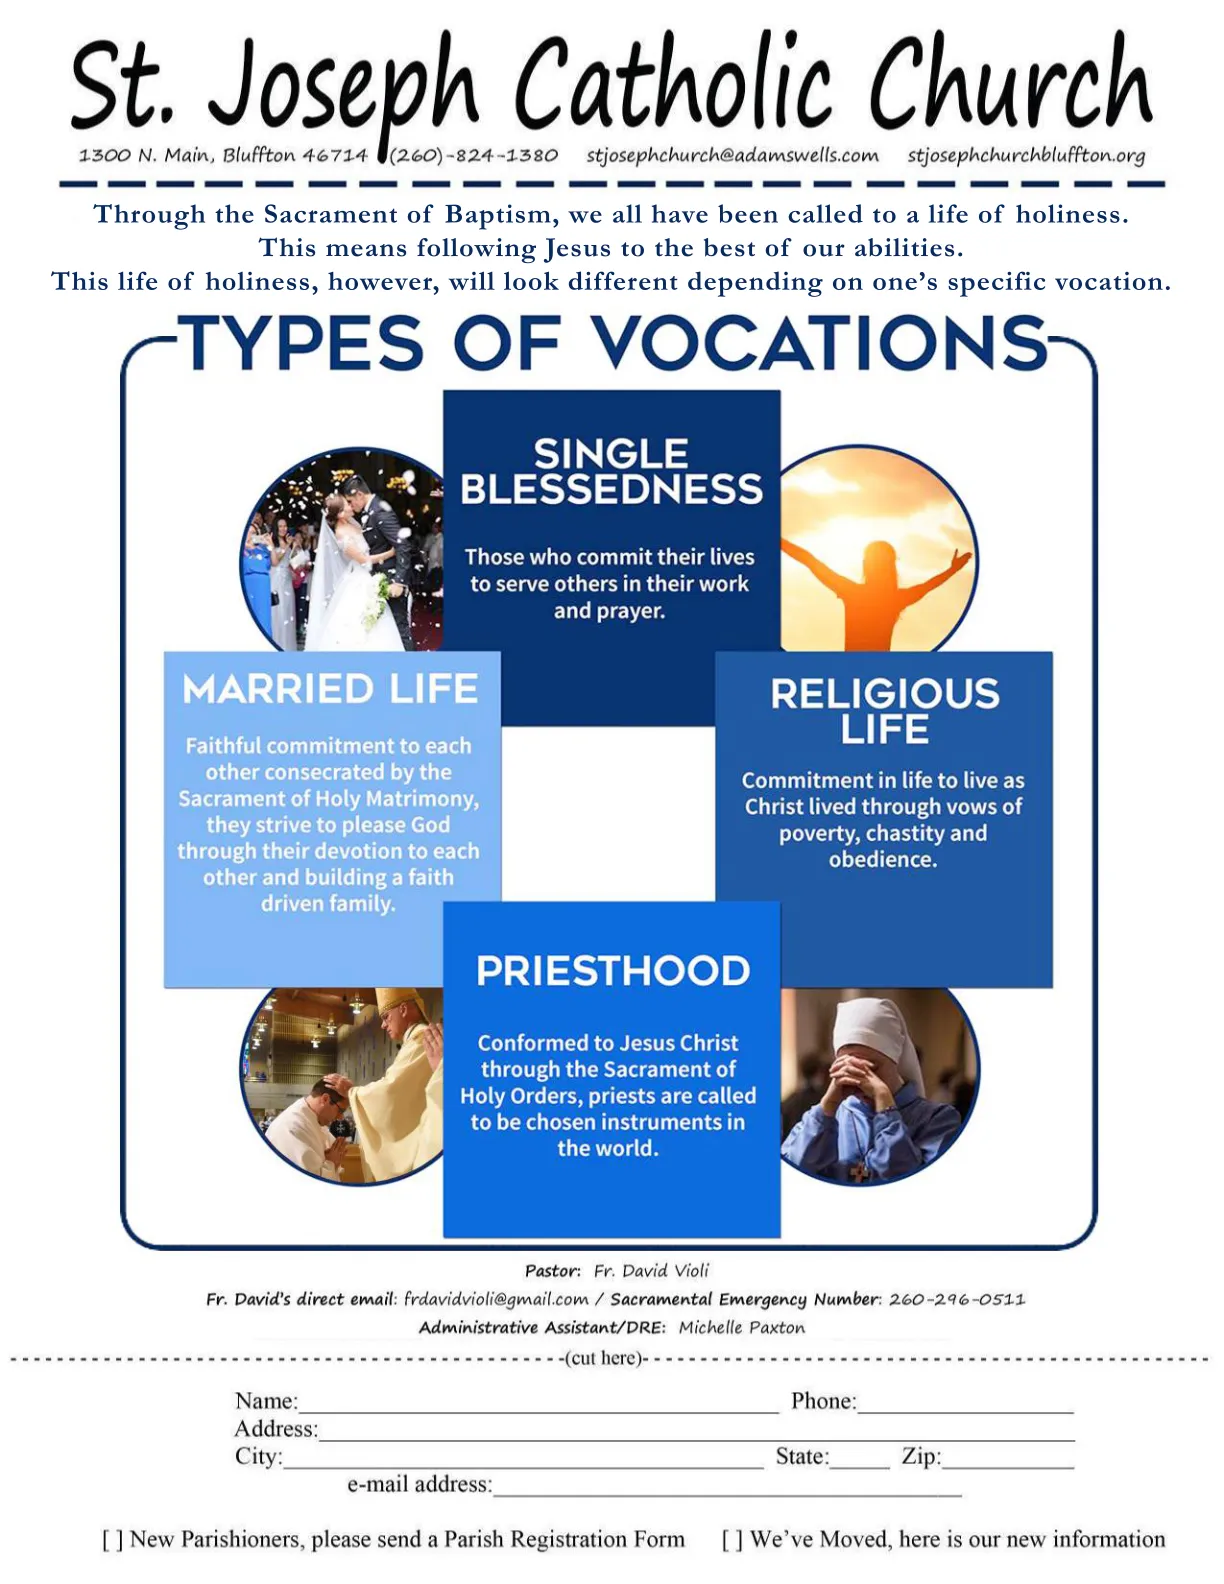 St. Joseph Catholic Church
1300 N. Main, Bluffton 46714 (260)-824-1380 stjosephchurch@adamswells.com stjosephchurchbluffton.org
Through the Sacrament of Baptism, we all have been called to a life of holiness.
This means following Jesus to the best of our abilities.
This life of holiness, however, will look different depending on one's specific vocation.
TYPES OF VOCATIONS
SINGLE
BLESSEDNESS
Those who commit their lives
to serve others in their work
and prayer.
MARRIED LIFE
Faithful commitment to each
other consecrated by the
Sacrament of Holy Matrimony,
they strive to please God
through their devotion to each
other and building a faith
driven family.
RELIGIOUS
LIFE
Commitment in life to live as
Christ lived through vows of
poverty, chastity and
obedience.
PRIESTHOOD
Conformed to Jesus Christ
through the Sacrament of
Holy Orders, priests are called
to be chosen instruments in
the world.
Pastor: Fr. David Violi
Fr. David's direct email: frdavidvioli@gmail.com / Sacramental Emergency Number: 260-296-0511
Administrative Assistant/DRE: Michelle Paxton
(cut here)
Name: Phone:
Address:
City: State: Zip:
e-mail address:
[ ] New Parishioners, please send a Parish Registration Form [ ] We've Moved, here is our new information